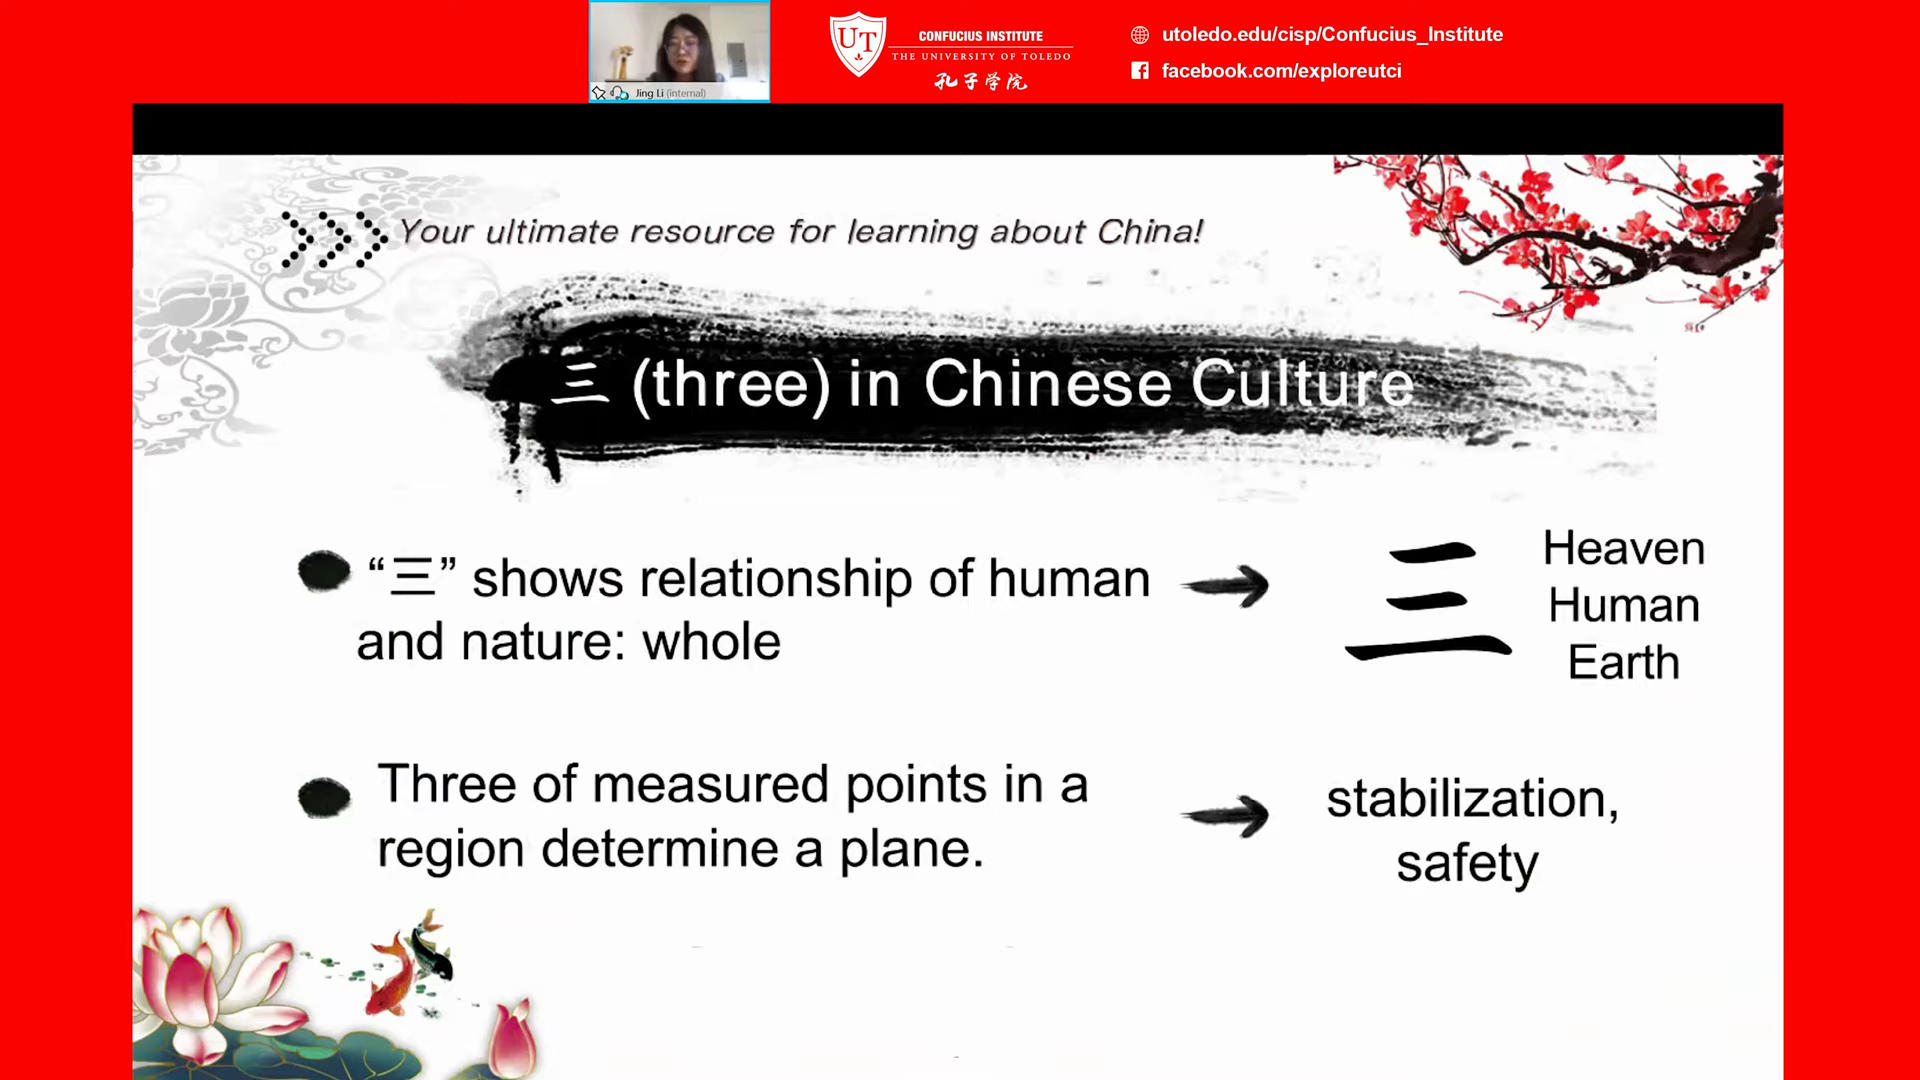 Jing Li (internal)
UT
CONFUCIUS INSTITUTE
THE UNIVERSITY OF TOLEDO
孔子学院
utoledo.edu/cisp/Confucius_Institute
facebook.com/exploreutci
Your ultimate resource for learning about China!
三 (three) in Chinese Culture
“三” shows relationship of human
and nature: whole
三
Heaven
Human
Earth
Three of measured points in a
region determine a plane.
stabilization,
safety